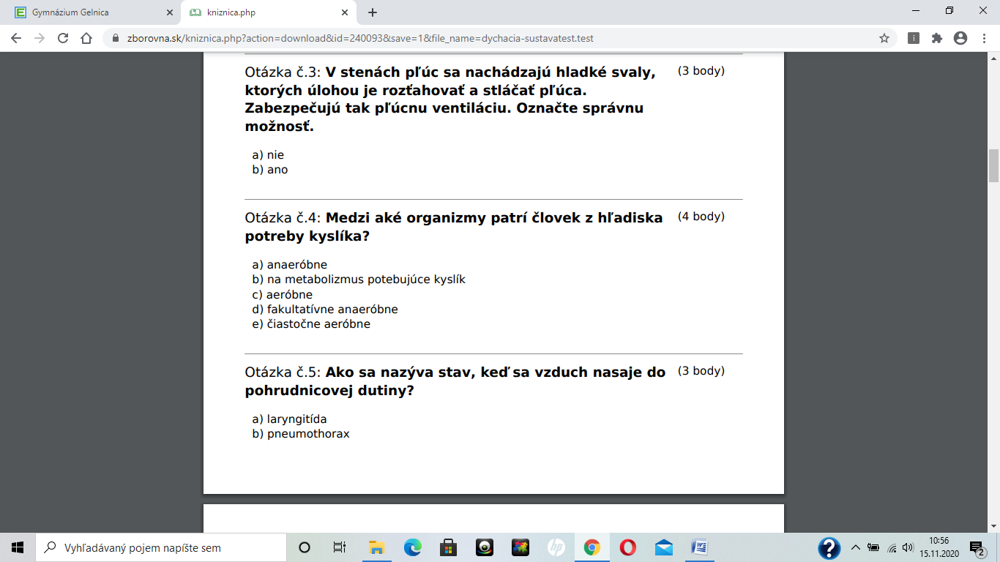 Gymnázium Gelnica
kniznica.php
zborovna.sk/kniznica.php?action=download&id=240093&save=1&file_name=dychacia-sustavatest.test
Otázka č.3: V stenách pľúc sa nachádzajú hladké svaly, (3 body)
ktorých úlohou je rozťahovať a stláčať pľúca.
Zabezpečujú tak pľúcnu ventiláciu. Označte správnu
možnosť.
a) nie
b) ano
Otázka č.4: Medzi aké organizmy patrí človek z hľadiska (4 body)
potreby kyslíka?
a) anaeróbne
b) na metabolizmus potebujúce kyslík
c) aeróbne
d) fakultatívne anaeróbne
e) čiastočne aeróbne
Otázka č.5: Ako sa nazýva stav, keď sa vzduch nasaje do (3 body)
pohrudnicovej dutiny?
a) laryngitída
b) pneumothorax
Vyhľadávaný pojem napíšte sem
10:56
15.11.2020
2